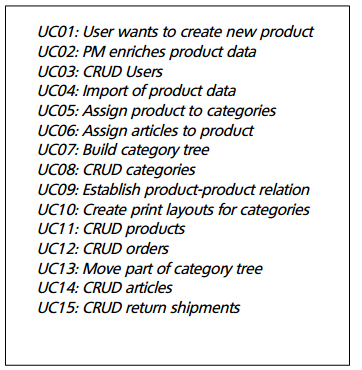 UC01: User wants to create new product
UC02: PM enriches product data
UC03: CRUD Users
UC04: Import of product data
UC05: Assign product to categories
UC06: Assign articles to product
UC07: Build category tree
UC08: CRUD categories
UC09: Establish product-product relation
UC10: Create print layouts for categories
UC11: CRUD products
UC12: CRUD orders
UC13: Move part of category tree
UC14: CRUD articles
UC15: CRUD return shipments